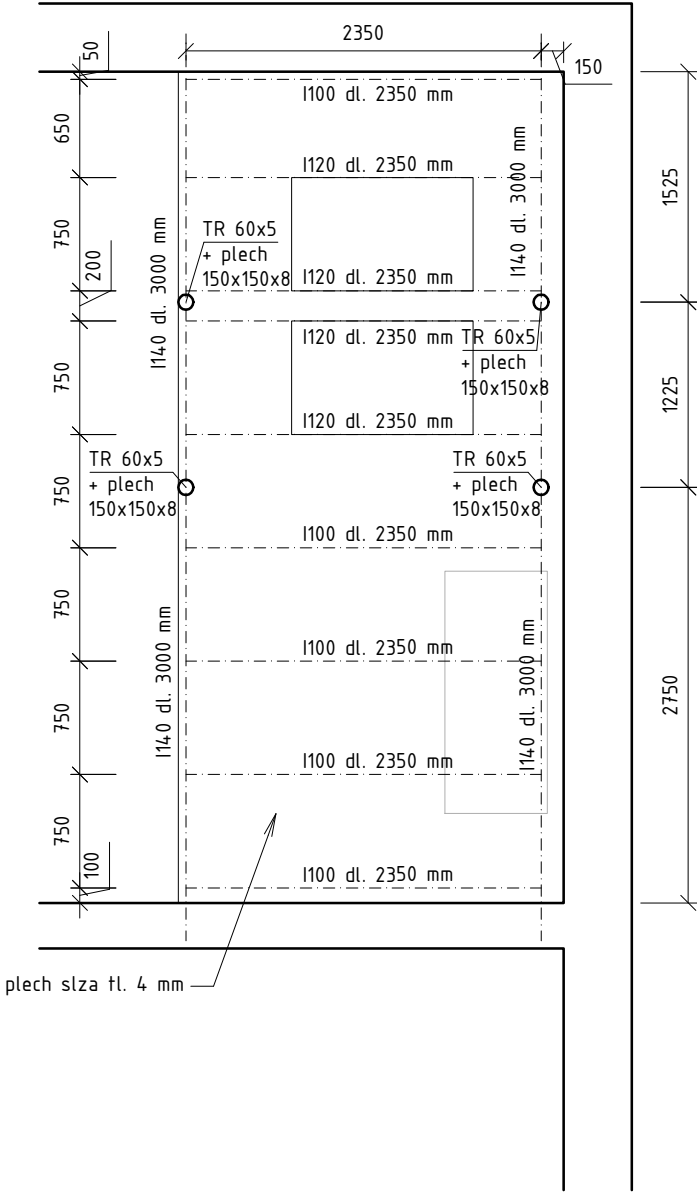 2350
50
150
I100 dl. 2350 mm
650
I120 dl. 2350 mm
I140 dl. 3000 mm
1525
TR 60x5
+ plech
150x150x8
750
I140 dl. 3000 mm
200
I120 dl. 2350 mm
I120 dl. 2350 mm
TR 60x5
+ plech
150x150x8
750
1225
I120 dl. 2350 mm
TR 60x5
+ plech
150x150x8
TR 60x5
+ plech
150x150x8
750
I100 dl. 2350 mm
750
I100 dl. 2350 mm
I140 dl. 3000 mm
I140 dl. 3000 mm
2750
750
I100 dl. 2350 mm
750
100
I100 dl. 2350 mm
plech slza tl. 4 mm